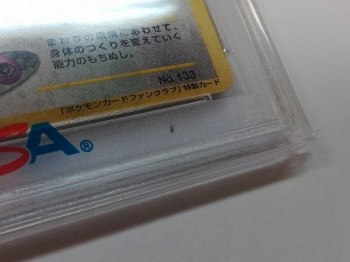 まわりの環境にあわせて、
身体のつくりを変えていく
能力のもちぬし。
No.133
「ポケモンカードファンクラブ」特製カード
SA®